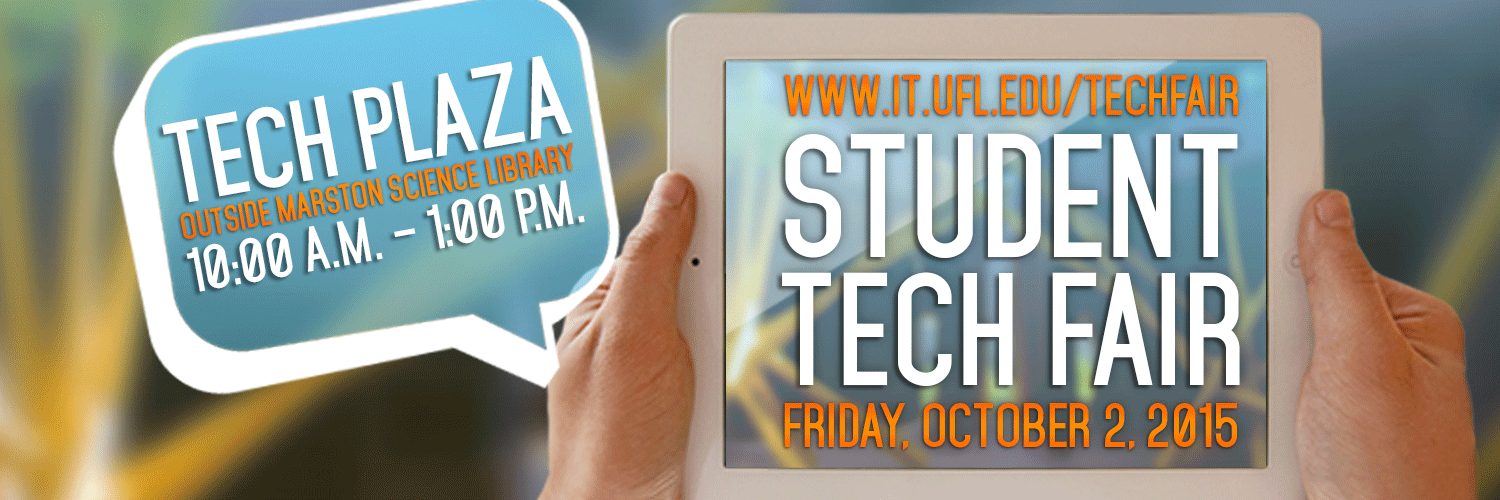 TECH PLAZA
OUTSIDE MARSTON SCIENCE LIBRARY
10:00 A.M. - 1:00 P.M.
WWW.IT.UFL.EDU/TECHFAIR
STUDENT
TECH FAIR
FRIDAY, OCTOBER 2, 2015